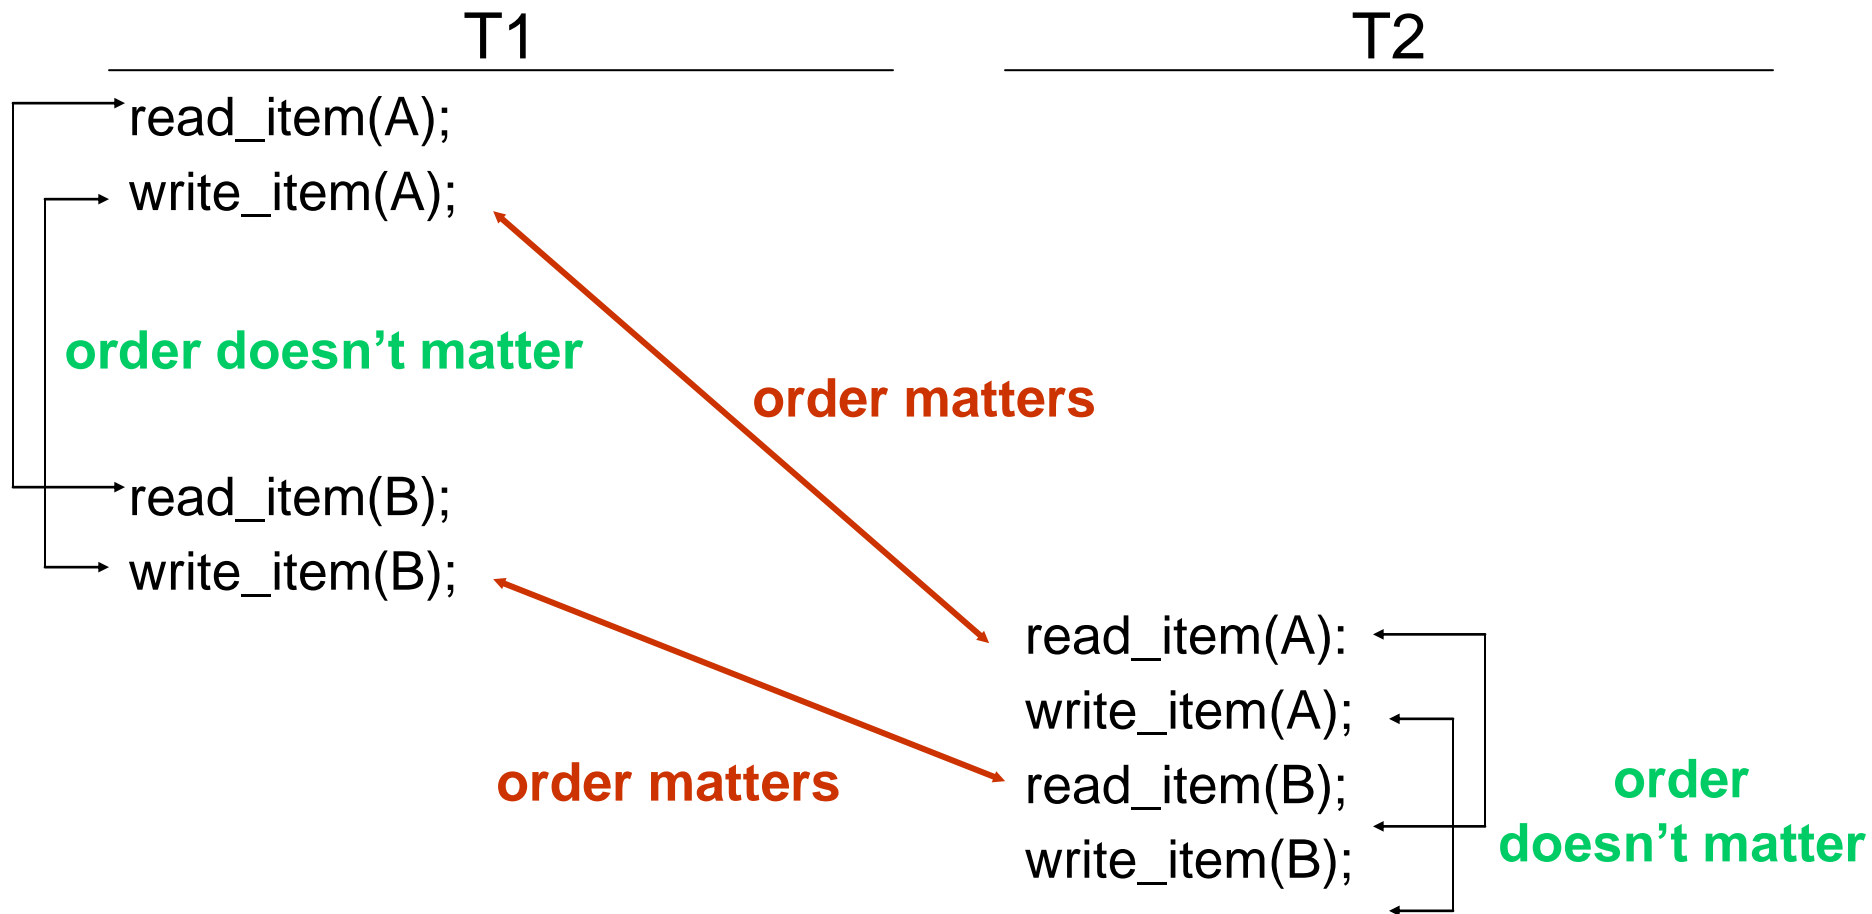 T1
T2
read_item(A);
write_item(A);
order doesn't matter
order matters
read_item(B);
write_item(B);
read_item(A):
write_item(A);
order matters
read_item(B);
write_item(B);
order
doesn't matter